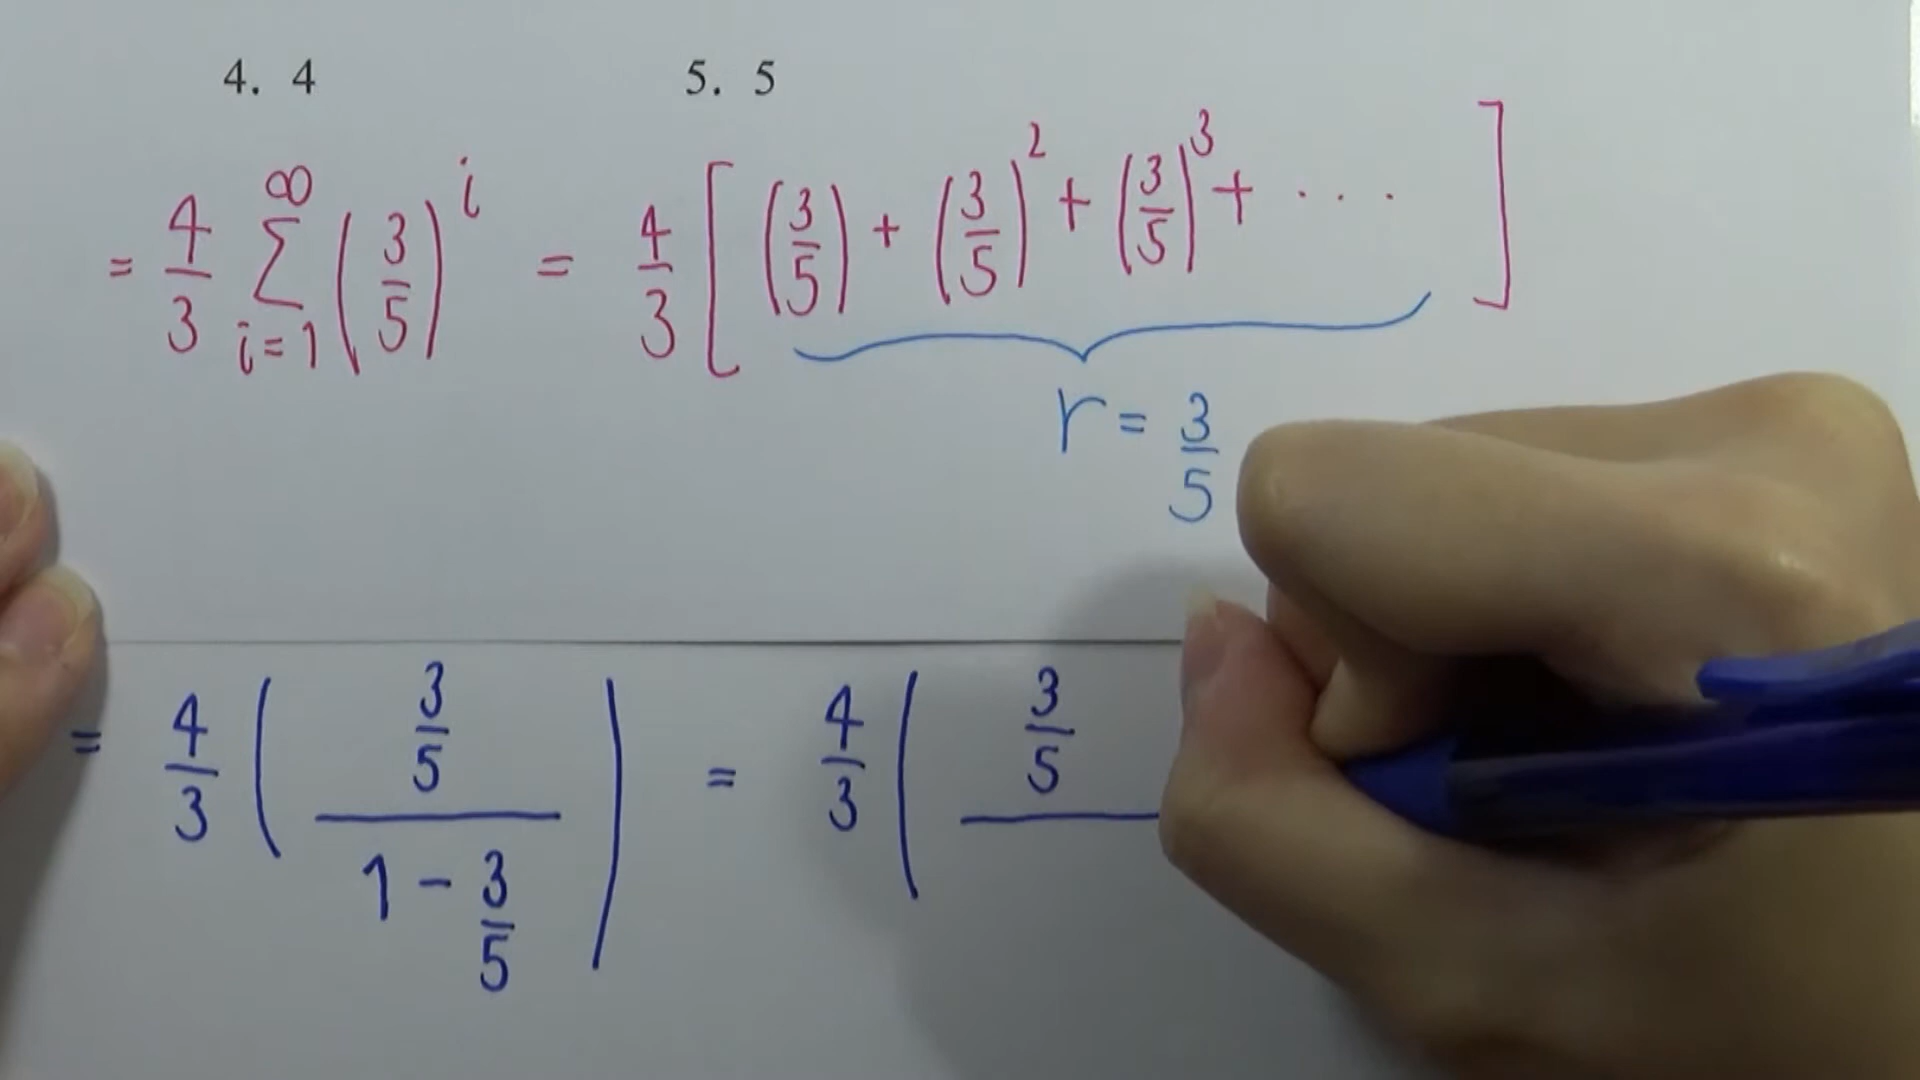 4. 4 5. 5
= 4/3 ∞ Σ i=1 (3/5)^i = 4/3 [ (3/5) + (3/5)^2 + (3/5)^3 + ... ]
r = 3/5
= 4/3 ( 3/5 / 1 - 3/5 ) = 4/3 ( 3/5